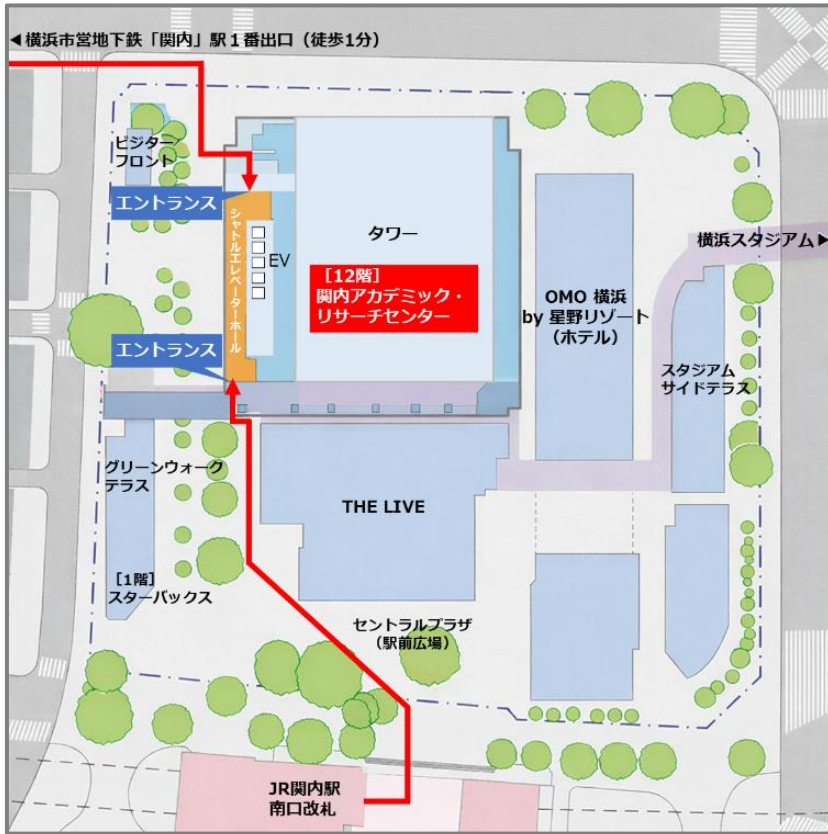 ◀横浜市営地下鉄「関内」駅1番出口（徒歩1分）
ビジター
フロント
エントランス
シャトルエレベーターホール
EV
タワー
［12階］
関内アカデミック・
リサーチセンター
横浜スタジアム▶
OMO 横浜
by 星野リゾート
（ホテル）
エントランス
スタジアム
サイドテラス
グリーンウォーク
テラス
THE LIVE
［1階］
スターバックス
セントラルプラザ
（駅前広場）
JR関内駅
南口改札